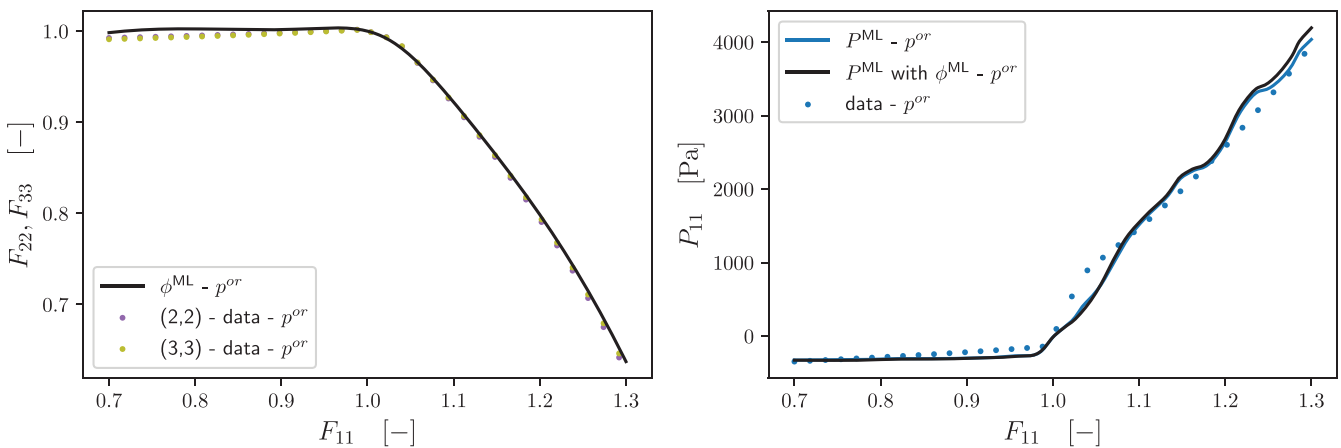 1.0
0.9
0.8
0.7
F₂₂, F₃₃ [−]
ϕᴹᴸ - pᵒʳ
(2,2) - data - pᵒʳ
(3,3) - data - pᵒʳ
0.7 0.8 0.9 1.0 1.1 1.2 1.3
F₁₁ [−]
4000
3000
2000
1000
0
P₁₁ [Pa]
Pᴹᴸ - pᵒʳ
Pᴹᴸ with ϕᴹᴸ - pᵒʳ
data - pᵒʳ
0.7 0.8 0.9 1.0 1.1 1.2 1.3
F₁₁ [−]